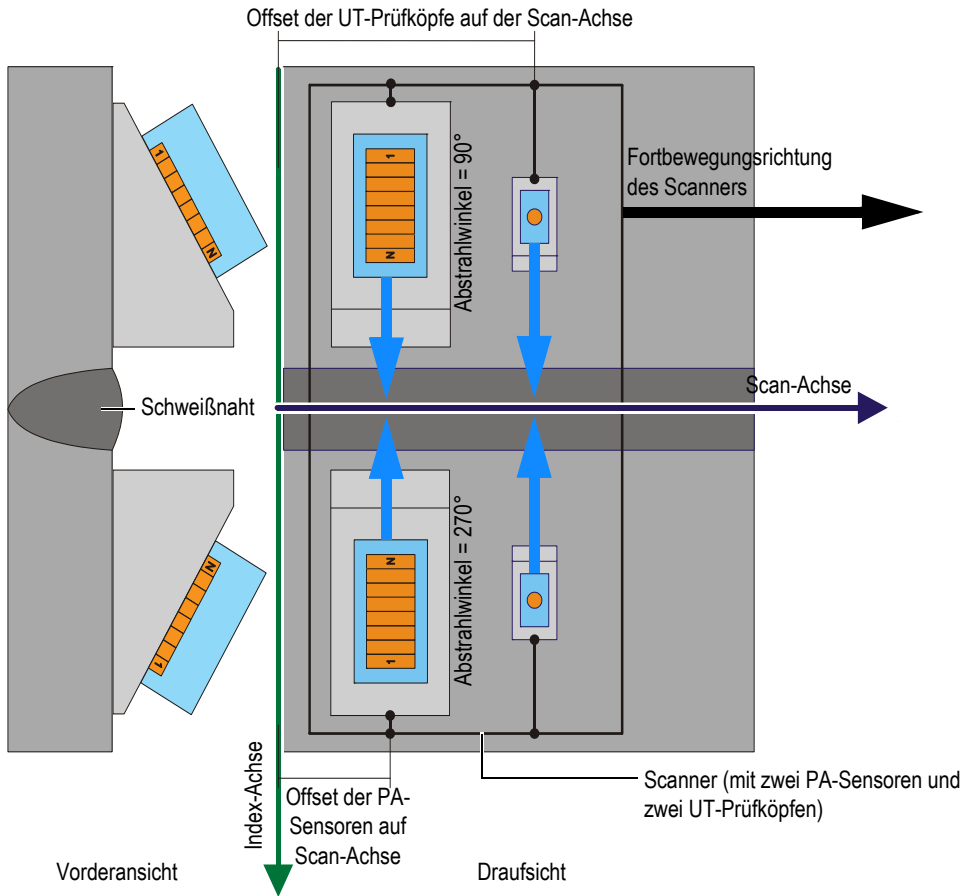 Offset der UT-Prüfköpfe auf der Scan-Achse
1
N
1
N
Abstrahlwinkel = 90°
Fortbewegungsrichtung
des Scanners
Scan-Achse
Schweißnaht
N
1
N
1
Abstrahlwinkel = 270°
Index-Achse
Offset der PA-
Sensoren auf
Scan-Achse
Scanner (mit zwei PA-Sensoren und
zwei UT-Prüfköpfen)
Vorderansicht
Draufsicht